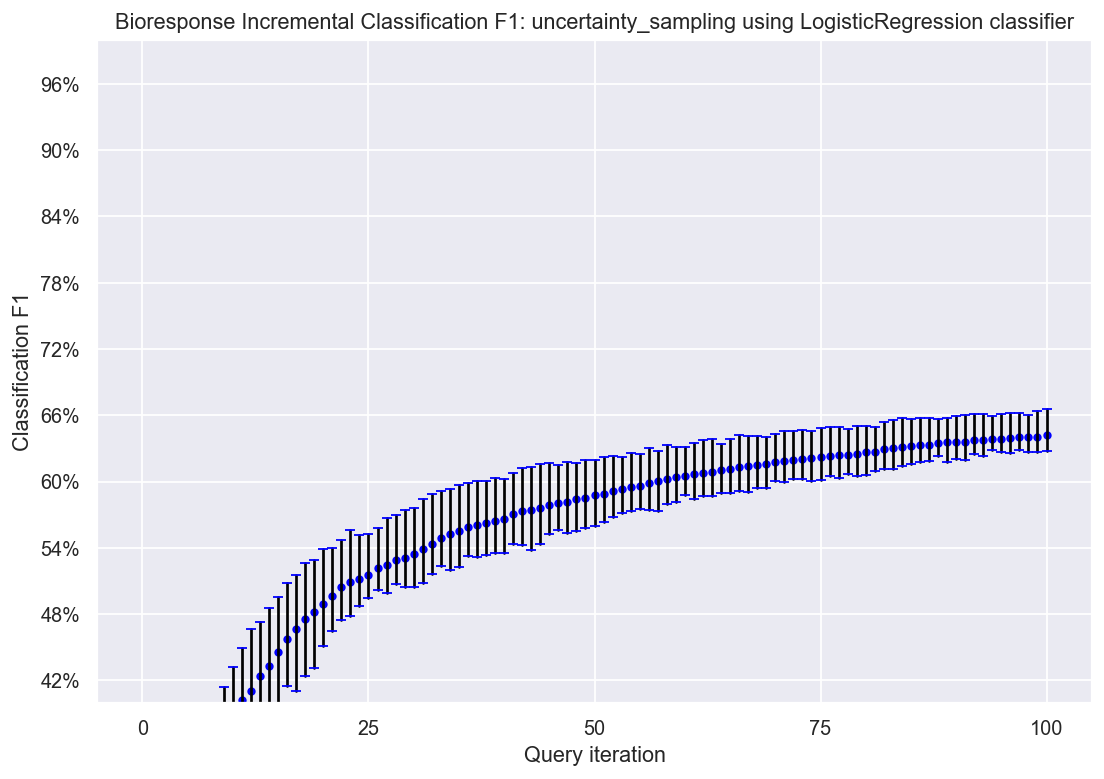 Bioresponse Incremental Classification F1: uncertainty_sampling using LogisticRegression classifier
96%
90%
84%
78%
72%
66%
60%
54%
48%
42%
Classification F1
0 25 50 75 100
Query iteration